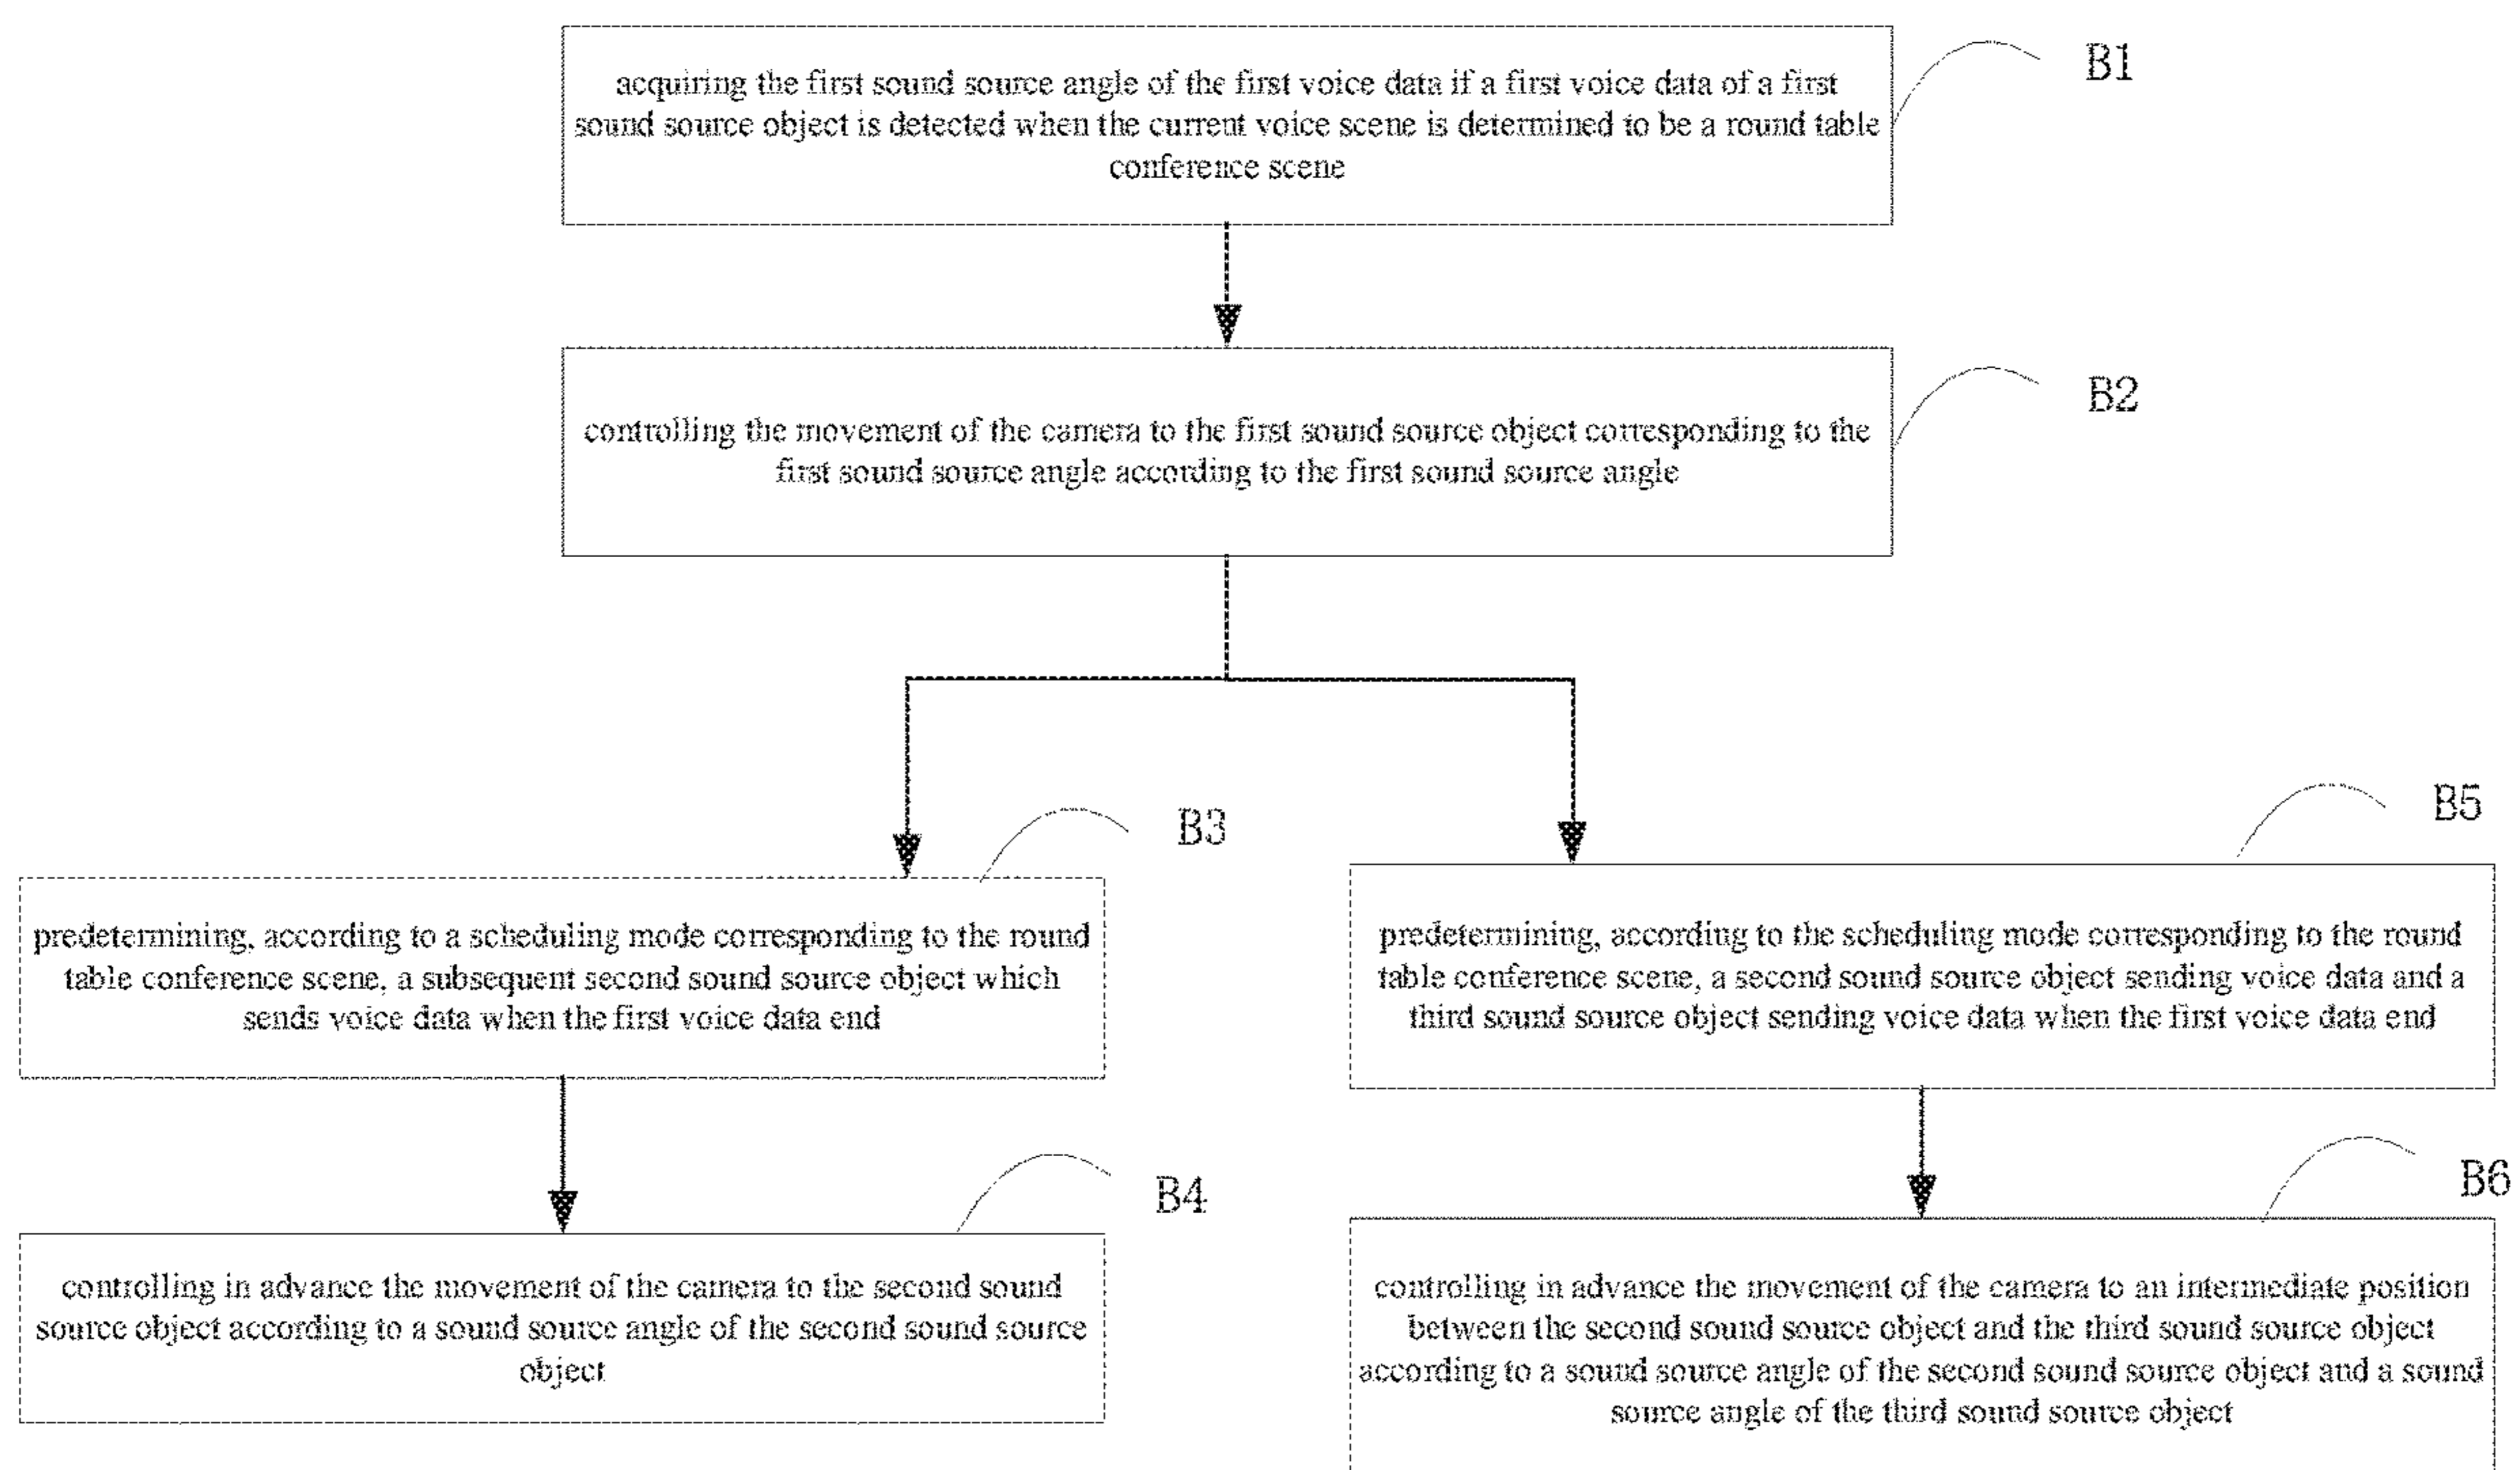 acquiring the first sound source angle of the first voice data if a first voice data of a first
sound source object is detected when the current voice scene is determined to be a round table
conference scene
B1
controlling the movement of the camera to the first sound source object corresponding to the
first sound source angle according to the first sound source angle
B2
B3
predetermining, according to a scheduling mode corresponding to the round
table conference scene, a subsequent second sound source object which
sends voice data when the first voice data end
B5
predetermining, according to the scheduling mode corresponding to the round
table conference scene, a second sound source object sending voice data and a
third sound source object sending voice data when the first voice data end
B4
controlling in advance the movement of the camera to the second sound
source object according to a sound source angle of the second sound source
object
B6
controlling in advance the movement of the camera to an intermediate position
between the second sound source object and the third sound source object
according to a sound source angle of the second sound source object and a sound
source angle of the third sound source object